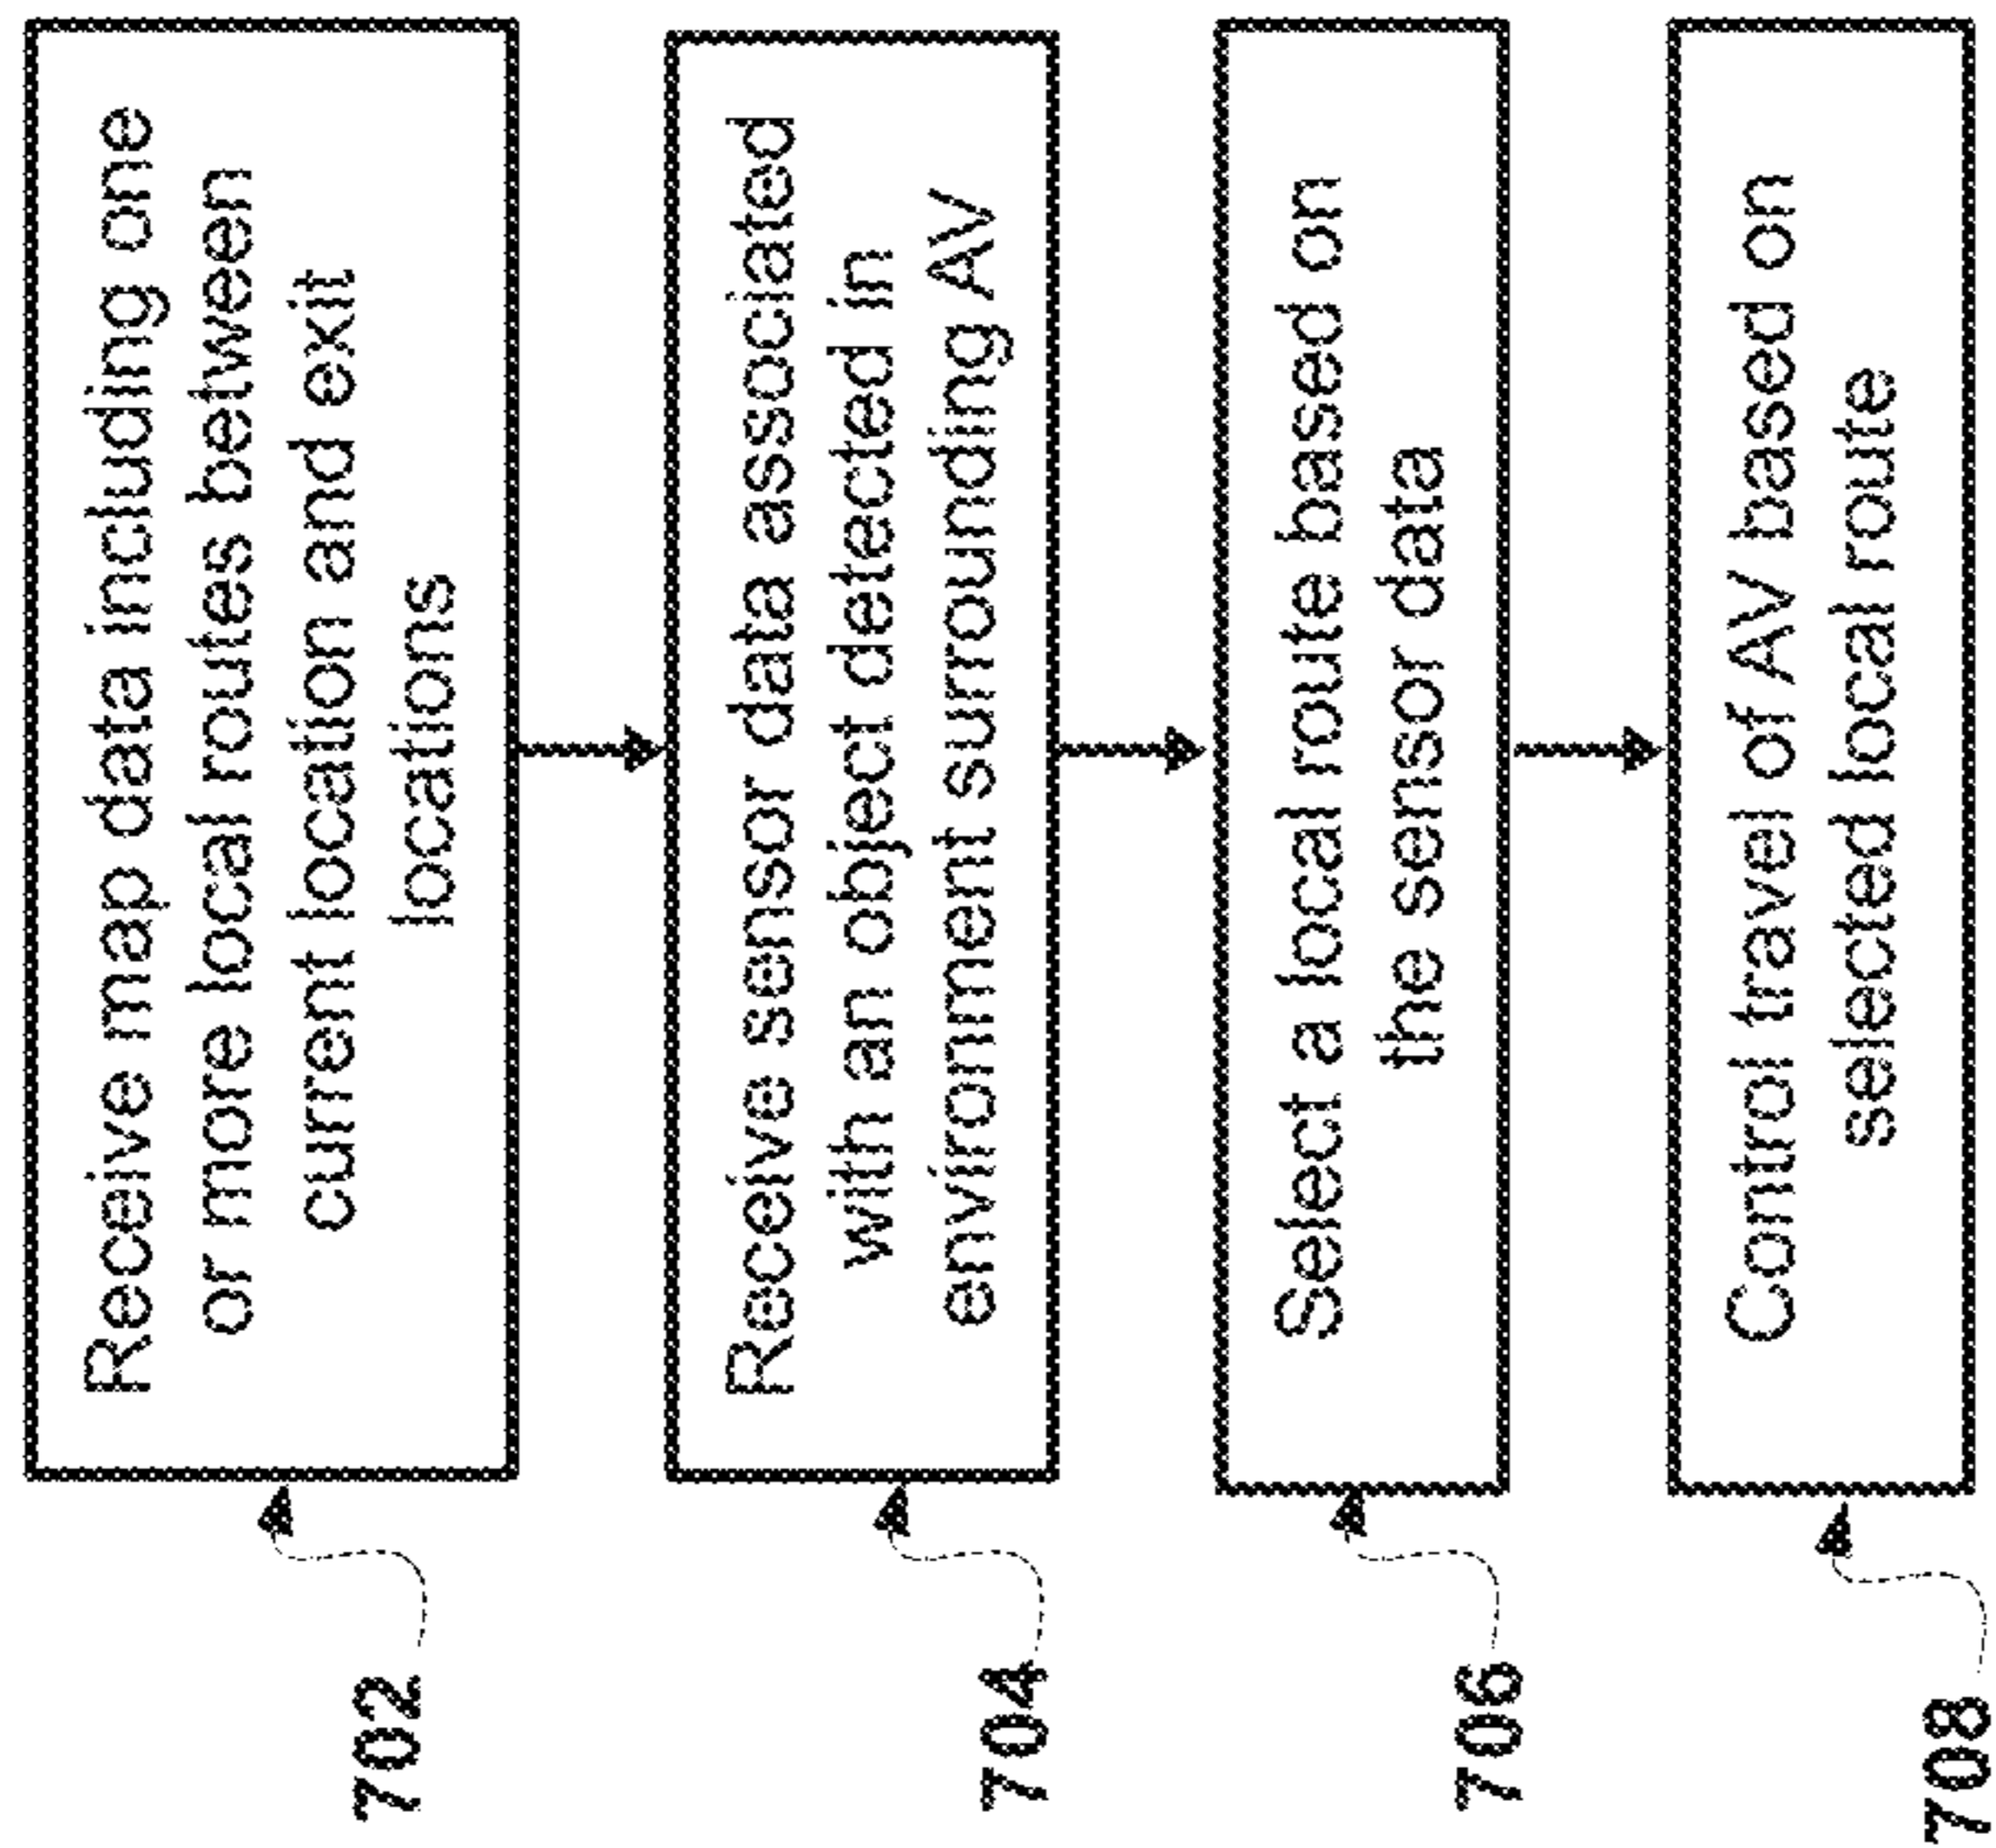 702
Receive map data including one
or more local routes between
current location and exit
locations
704
Receive sensor data associated
with an object detected in
environment surrounding AV
706
Select a local route based on
the sensor data
708
Control travel of AV based on
selected local route